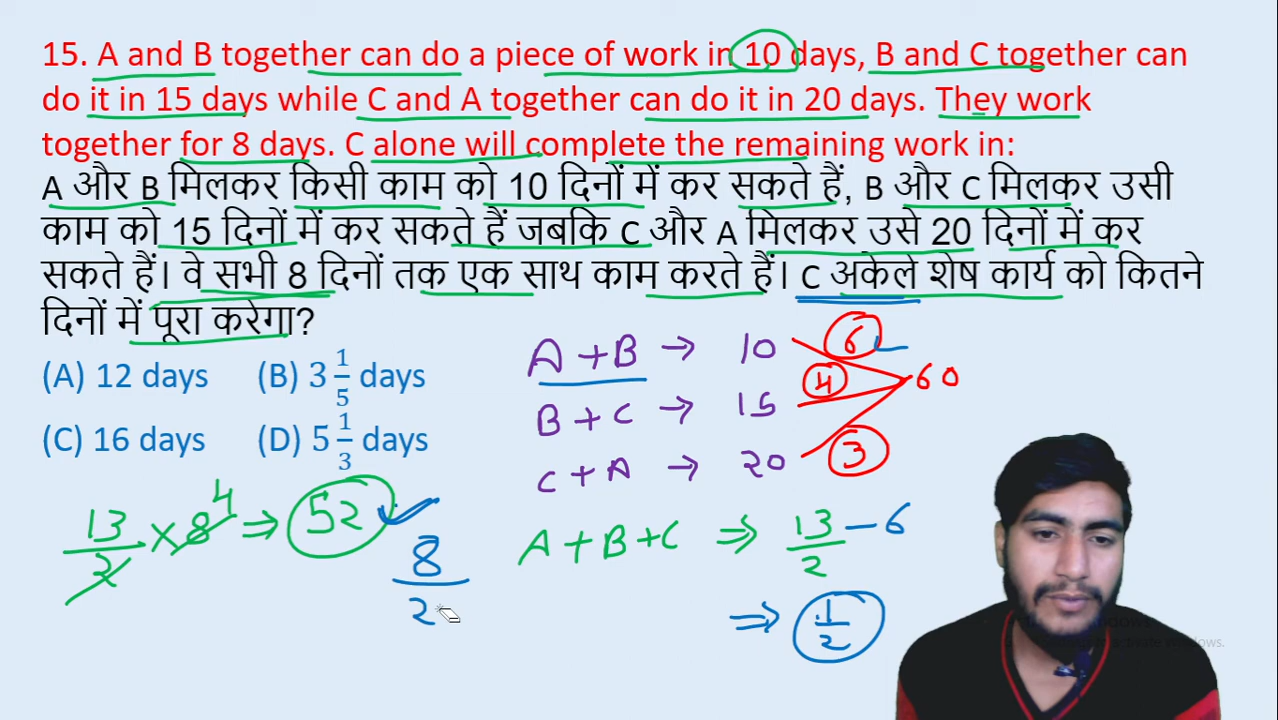 15. A and B together can do a piece of work in 10 days, B and C together can
do it in 15 days while C and A together can do it in 20 days. They work
together for 8 days. C alone will complete the remaining work in:
A और B मिलकर किसी काम को 10 दिनों में कर सकते हैं, B और C मिलकर उसी
काम को 15 दिनों में कर सकते हैं जबकि C और A मिलकर उसे 20 दिनों में कर
सकते हैं। वे सभी 8 दिनों तक एक साथ काम करते हैं। C अकेले शेष कार्य को कितने
दिनों में पूरा करेगा?
(A) 12 days (B) 3 1/5 days
(C) 16 days (D) 5 1/3 days
A + B → 10 6
B + C → 15 4 60
C + A → 20 3
13/2 × 8 4 ⇒ 52
A + B + C ⇒ 13/2 - 6
8/2
⇒ 1/2